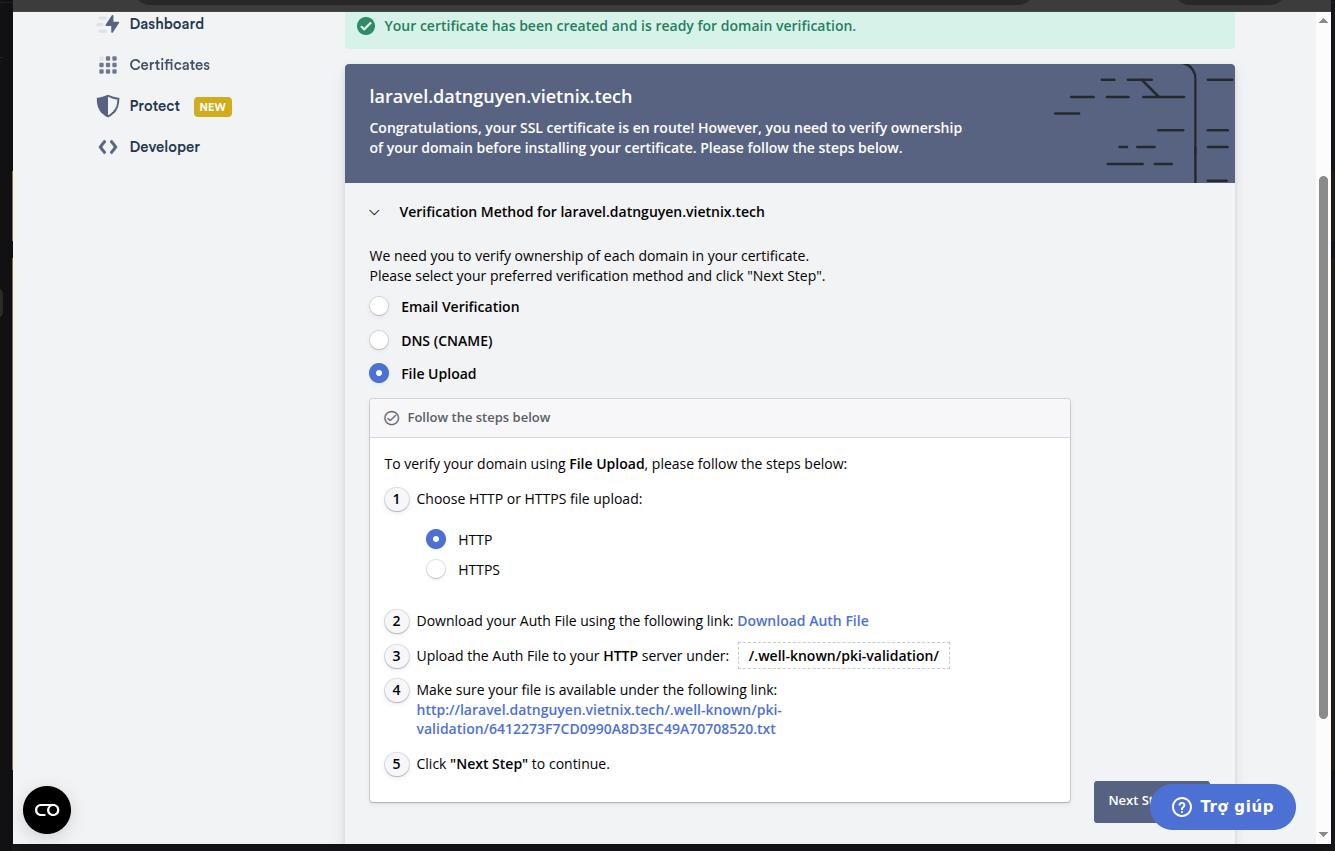 Dashboard
Certificates
Protect NEW
Developer
Your certificate has been created and is ready for domain verification.
laravel.datnguyen.vietnix.tech
Congratulations, your SSL certificate is en route! However, you need to verify ownership
of your domain before installing your certificate. Please follow the steps below.
Verification Method for laravel.datnguyen.vietnix.tech
We need you to verify ownership of each domain in your certificate.
Please select your preferred verification method and click "Next Step".
Email Verification
DNS (CNAME)
File Upload
Follow the steps below
To verify your domain using File Upload, please follow the steps below:
1 Choose HTTP or HTTPS file upload:
HTTP
HTTPS
2 Download your Auth File using the following link: Download Auth File
3 Upload the Auth File to your HTTP server under: /.well-known/pki-validation/
4 Make sure your file is available under the following link:
http://laravel.datnguyen.vietnix.tech/.well-known/pki-
validation/6412273F7CD0990A8D3EC49A70708520.txt
5 Click "Next Step" to continue.
Next
Trợ giúp